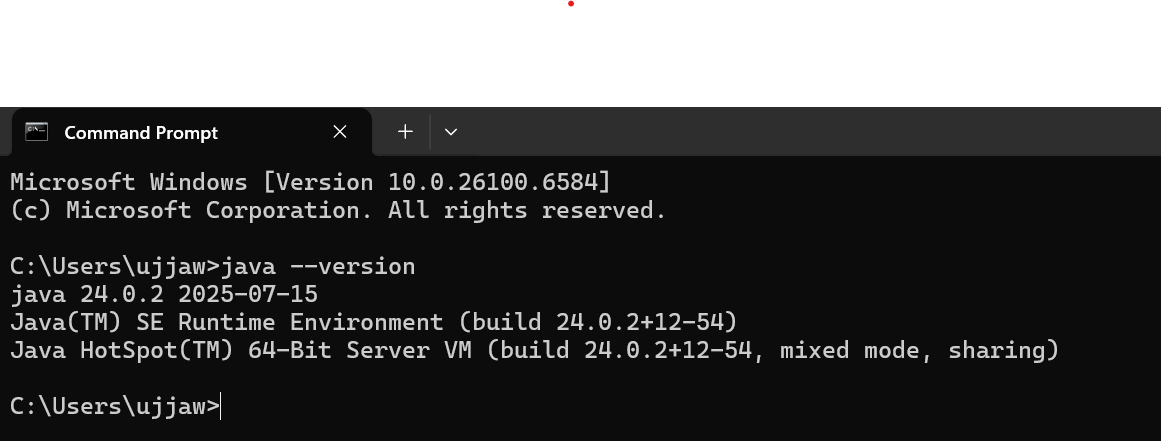 Command Prompt
Microsoft Windows [Version 10.0.26100.6584]
(c) Microsoft Corporation. All rights reserved.
C:\Users\ujjaw>java --version
java 24.0.2 2025-07-15
Java(TM) SE Runtime Environment (build 24.0.2+12-54)
Java HotSpot(TM) 64-Bit Server VM (build 24.0.2+12-54, mixed mode, sharing)
C:\Users\ujjaw>